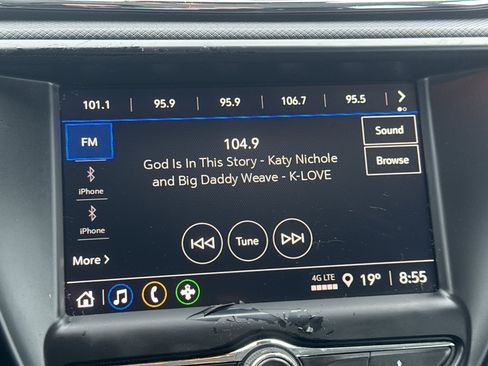 101.1 95.9 95.9 106.7 95.5
FM
104.9
Sound
God Is In This Story - Katy Nichole
and Big Daddy Weave - K-LOVE
Browse
iPhone
iPhone
Tune
More
4G LTE
19° 8:55